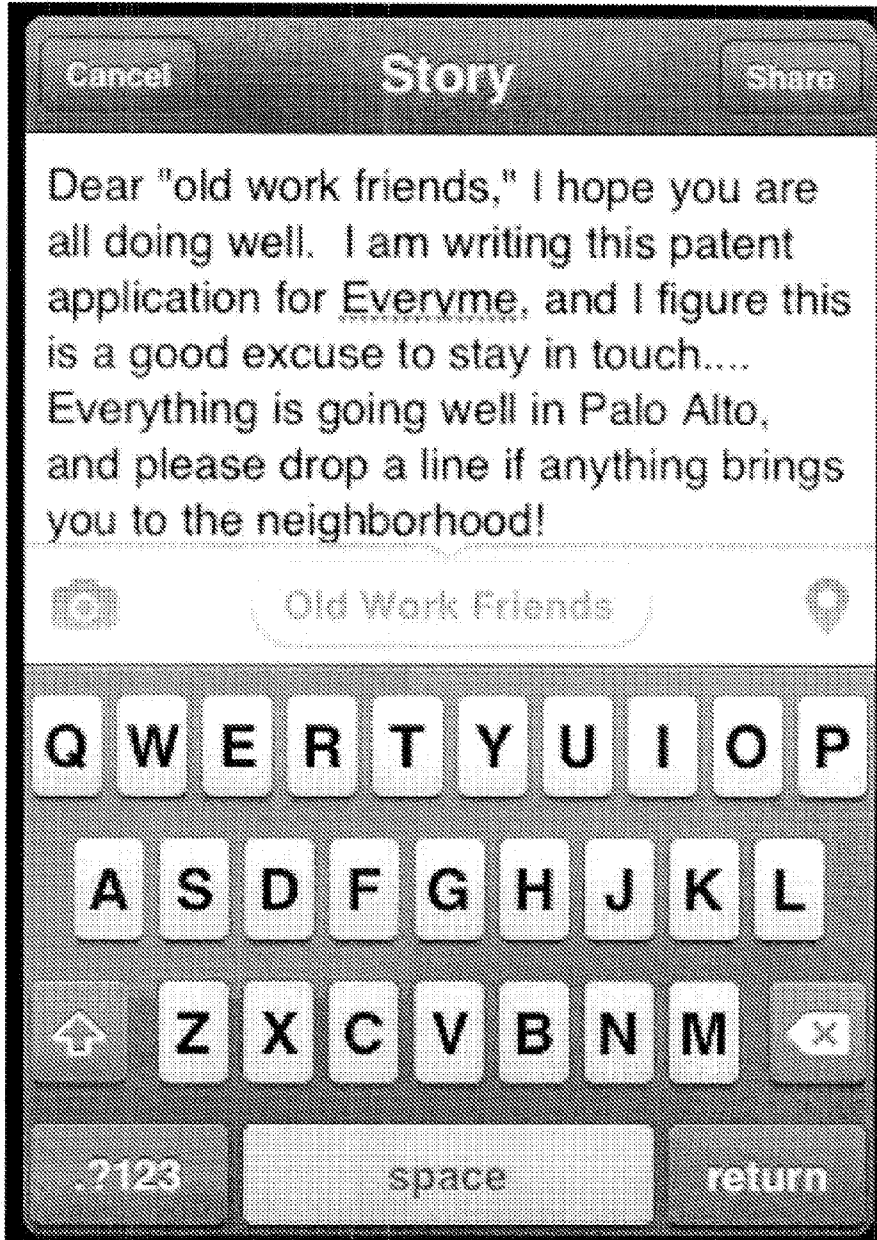 Cancel Story Share
Dear "old work friends," I hope you are
all doing well.  I am writing this patent
application for Everyme, and I figure this
is a good excuse to stay in touch....
Everything is going well in Palo Alto,
and please drop a line if anything brings
you to the neighborhood!
Old Work Friends
Q W E R T Y U I O P
A S D F G H J K L
Z X C V B N M
.?123 space return